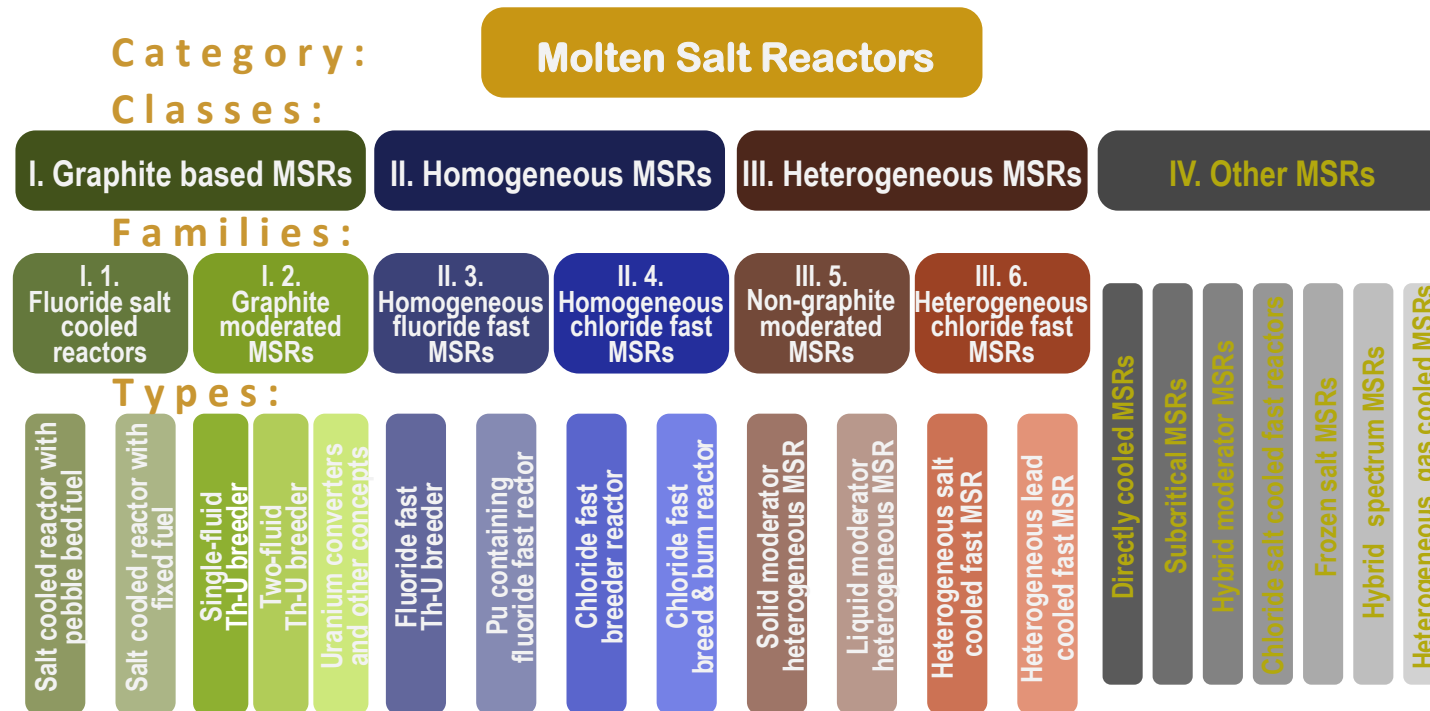 Category:
Molten Salt Reactors
Classes:
I. Graphite based MSRs
II. Homogeneous MSRs
III. Heterogeneous MSRs
IV. Other MSRs
Families:
I. 1.
Fluoride salt
cooled
reactors
I. 2.
Graphite
moderated
MSRs
II. 3.
Homogeneous
fluoride fast
MSRs
II. 4.
Homogeneous
chloride fast
MSRs
III. 5.
Non-graphite
moderated
MSRs
III. 6.
Heterogeneous
chloride fast
MSRs
Types:
Salt cooled reactor with
pebble bed fuel
Salt cooled reactor with
fixed fuel
Single-fluid
Th-U breeder
Two-fluid
Th-U breeder
Uranium converters
and other concepts
Fluoride fast
Th-U breeder
Pu containing
fluoride fast rector
Chloride fast
breeder reactor
Chloride fast
breed & burn reactor
Solid moderator
heterogeneous MSR
Liquid moderator
heterogeneous MSR
Heterogeneous salt
cooled fast MSR
Heterogeneous lead
cooled fast MSR
Directly cooled MSRs
Subcritical MSRs
Hybrid moderator MSRs
Chloride salt cooled fast reactors
Frozen salt MSRs
Hybrid spectrum MSRs
Heterogeneous gas cooled MSRs